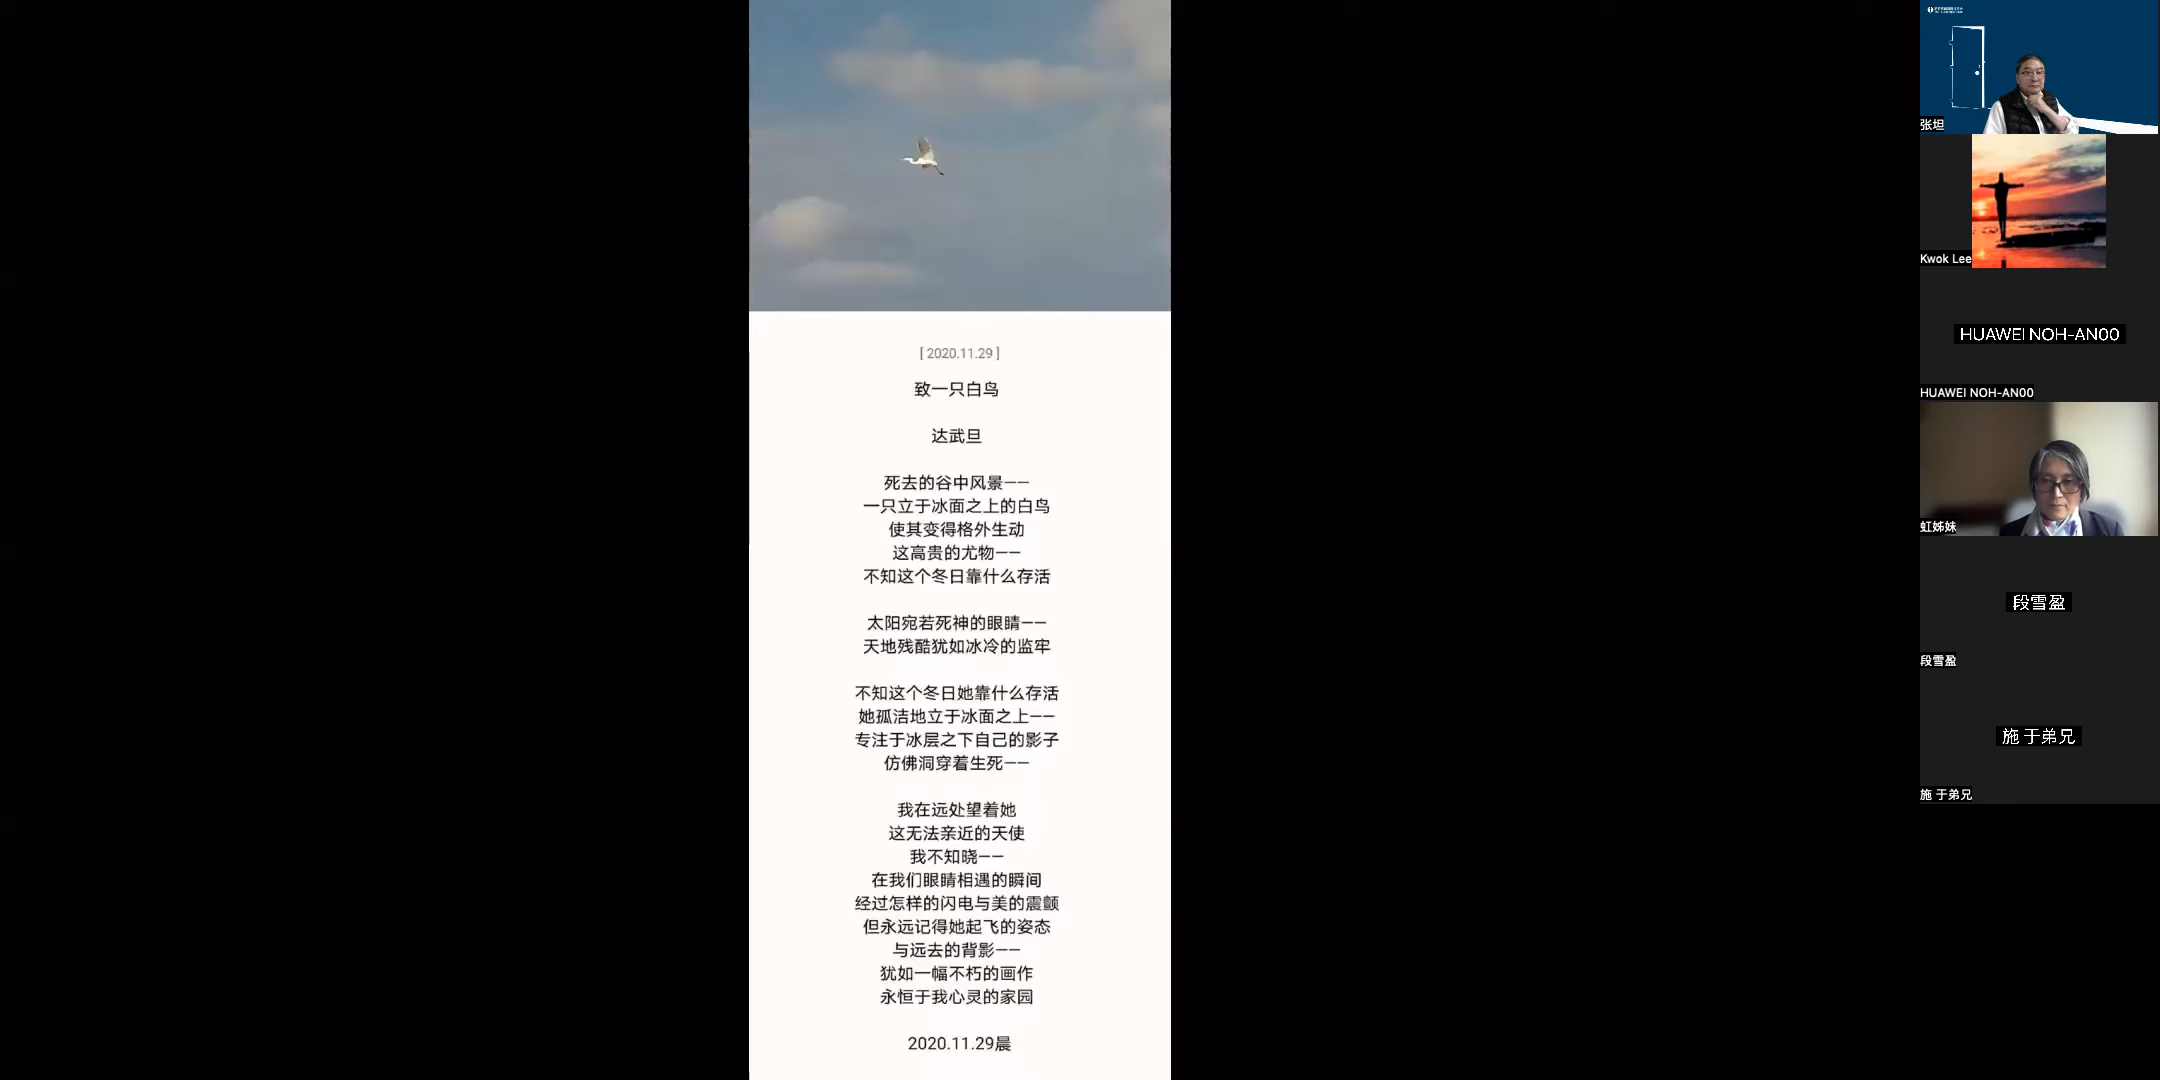 [ 2020.11.29 ]
致一只白鸟
达武旦
死去的谷中风景——
一只立于冰面之上的白鸟
使其变得格外生动
这高贵的尤物——
不知这个冬日靠什么存活
太阳宛若死神的眼睛——
天地残酷犹如冰冷的监牢
不知这个冬日她靠什么存活
她孤洁地立于冰面之上——
专注于冰层之下自己的影子
仿佛洞穿着生死——
我在远处望着她
这无法亲近的天使
我不知晓——
在我们眼睛相遇的瞬间
经过怎样的闪电与美的震颤
但永远记得她起飞的姿态
与远去的背影——
犹如一幅不朽的画作
永恒于我心灵的家园
2020.11.29晨
张坦
Kwok Lee
HUAWEI NOH-AN00
HUAWEI NOH-AN00
虹姊妹
段雪盈
段雪盈
施 于弟兄
施 于弟兄